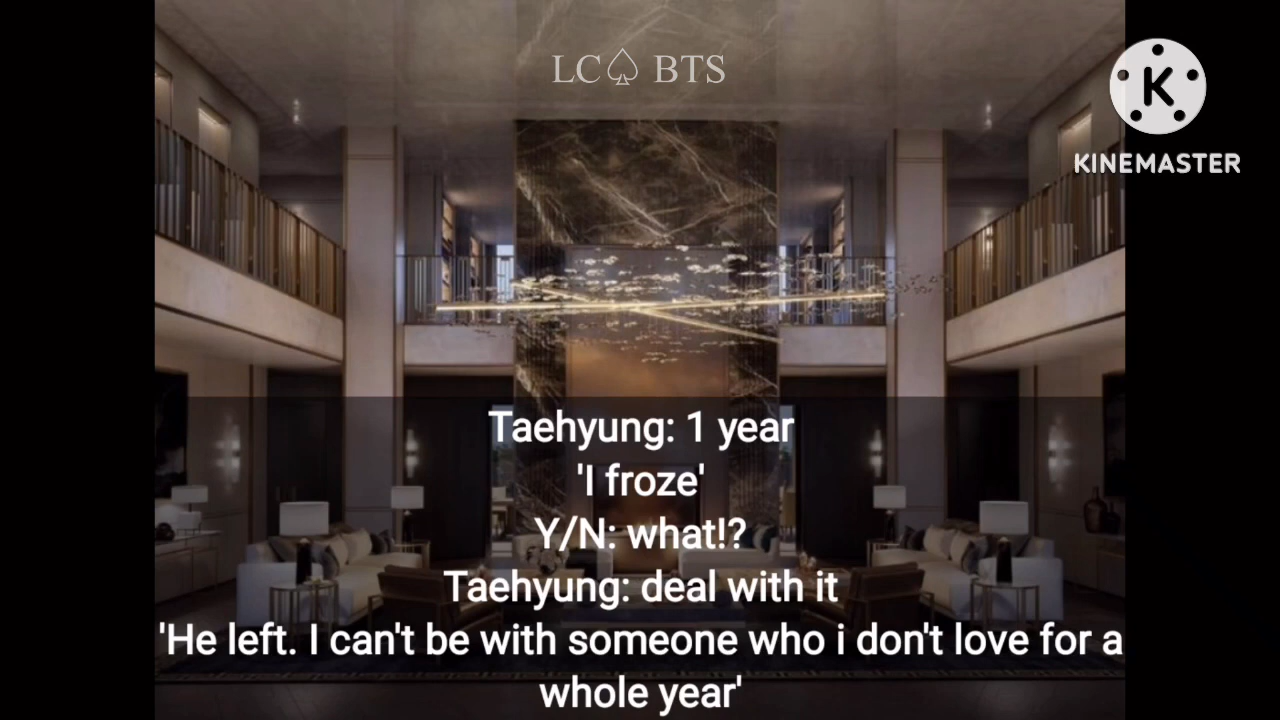 LC♤ BTS
K
KINEMASTER
Taehyung: 1 year
'I froze'
Y/N: what!?
Taehyung: deal with it
'He left. I can't be with someone who i don't love for a
whole year'